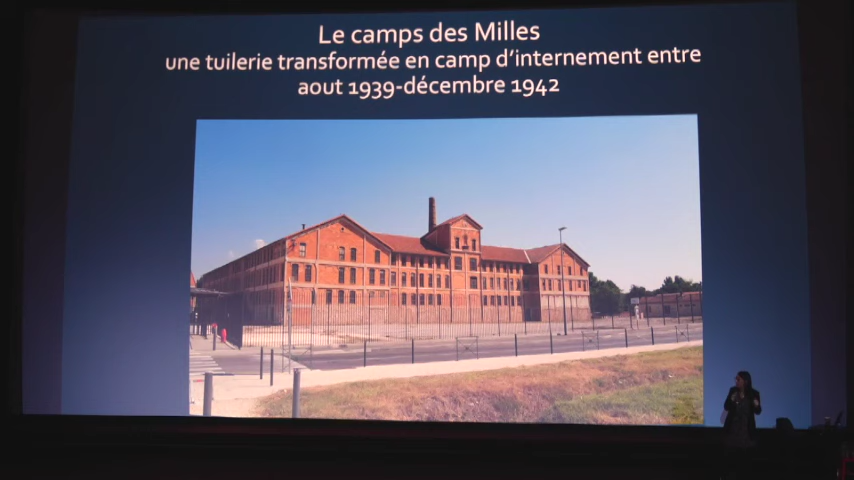 Le camps des Milles
une tuilerie transformée en camp d'internement entre
aout 1939-décembre 1942